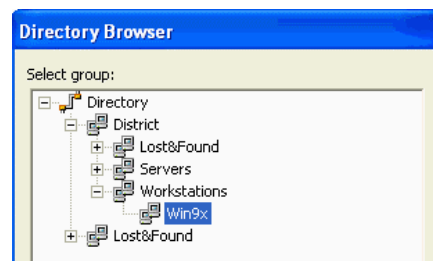 Directory Browser
Select group:
Directory
District
Lost&Found
Servers
Workstations
Win9x
Lost&Found